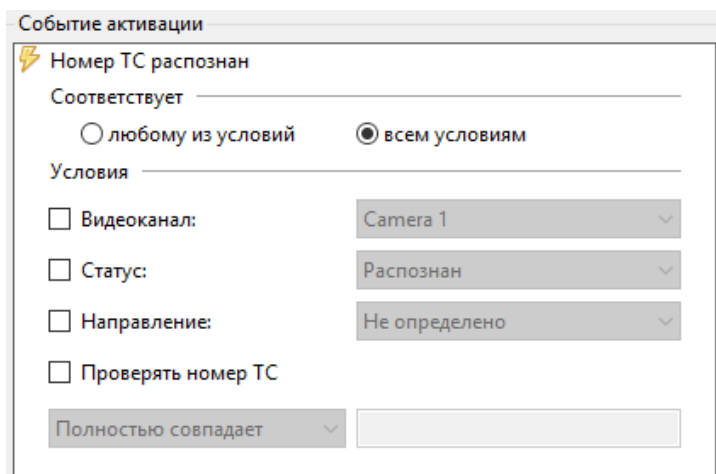 Событие активации
Номер ТС распознан
Соответствует
любому из условий всем условиям
Условия
Видеоканал: Camera 1
Статус: Распознан
Направление: Не определено
Проверять номер ТС
Полностью совпадает